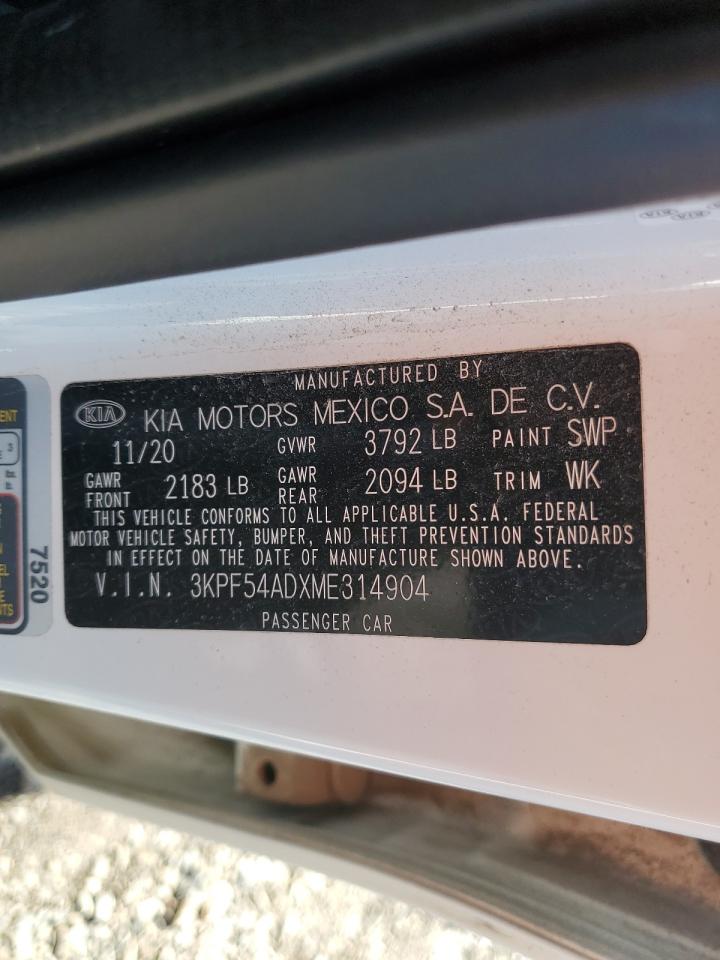 MANUFACTURED BY
KIA KIA MOTORS MEXICO S.A. DE C.V.
11/20 GVWR 3792 LB PAINT SWP
GAWR FRONT 2183 LB GAWR REAR 2094 LB TRIM WK
THIS VEHICLE CONFORMS TO ALL APPLICABLE U.S.A. FEDERAL
MOTOR VEHICLE SAFETY, BUMPER, AND THEFT PREVENTION STANDARDS
IN EFFECT ON THE DATE OF MANUFACTURE SHOWN ABOVE.
V.I.N. 3KPF54ADXME314904
PASSENGER CAR
7520